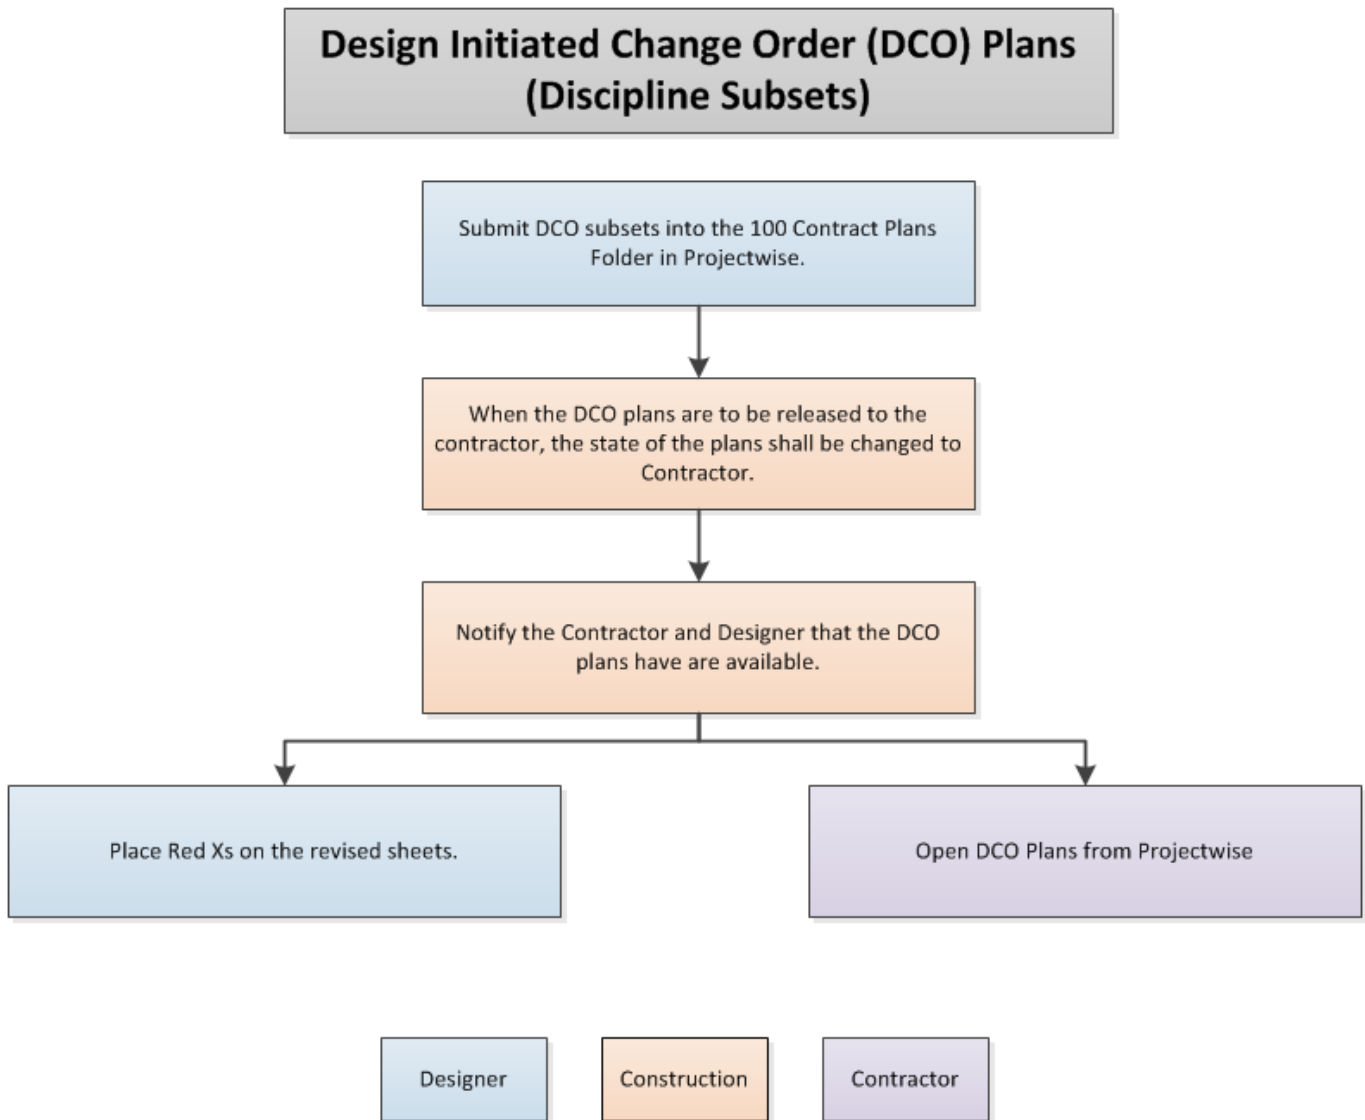 Design Initiated Change Order (DCO) Plans
(Discipline Subsets)
Submit DCO subsets into the 100 Contract Plans
Folder in Projectwise.
When the DCO plans are to be released to the
contractor, the state of the plans shall be changed to
Contractor.
Notify the Contractor and Designer that the DCO
plans have are available.
Place Red Xs on the revised sheets.
Open DCO Plans from Projectwise
Designer
Construction
Contractor